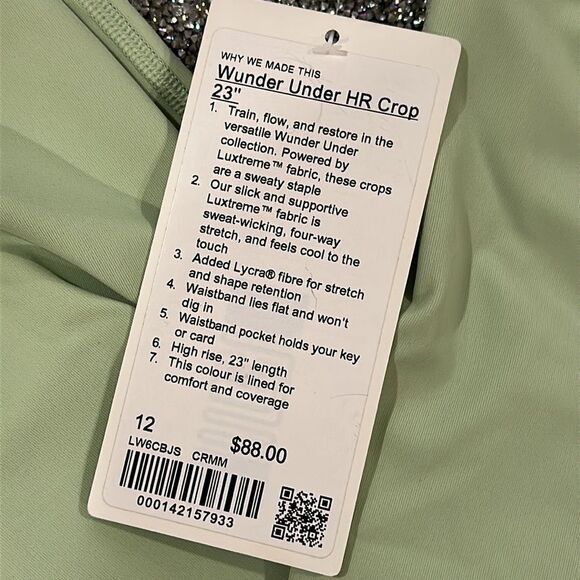 WHY WE MADE THIS
Wunder Under HR Crop
23"
1. Train, flow, and restore in the
versatile Wunder Under
collection. Powered by
Luxtreme™ fabric, these crops
are a sweaty staple
2. Our slick and supportive
Luxtreme™ fabric is
sweat-wicking, four-way
stretch, and feels cool to the
touch
3. Added Lycra® fibre for stretch
and shape retention
4. Waistband lies flat and won't
dig in
5. Waistband pocket holds your key
or card
6. High rise, 23" length
7. This colour is lined for
comfort and coverage
12 $88.00
LW6CBJS CRMM
000142157933